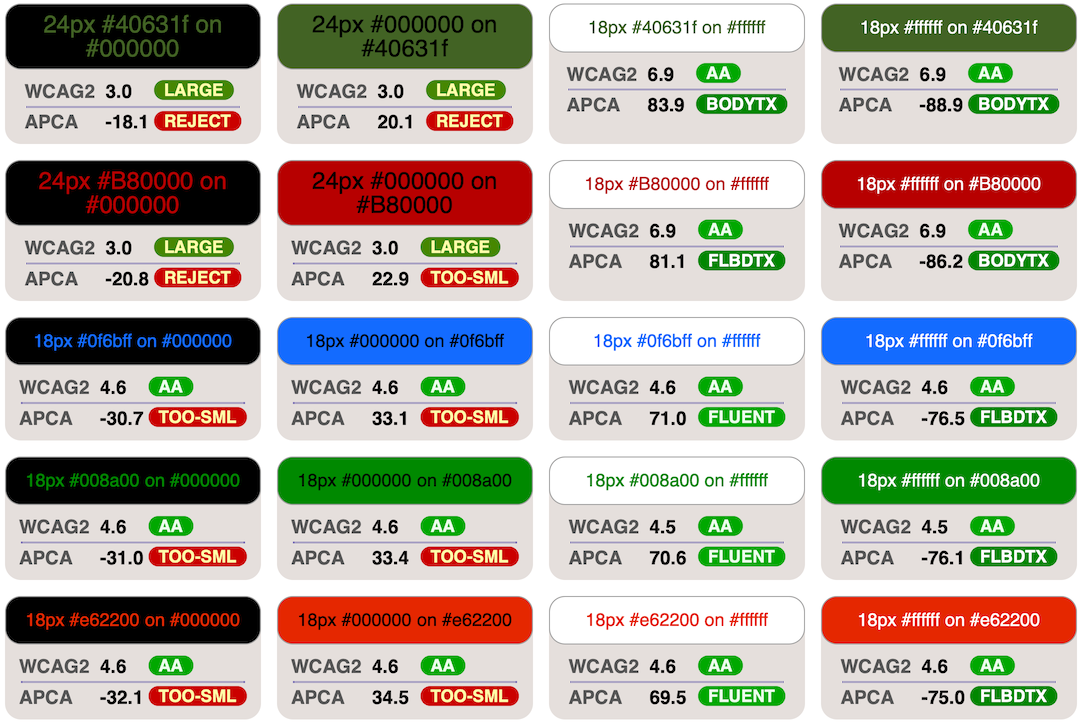 24px #40631f on
#000000
WCAG2 3.0 LARGE
APCA -18.1 REJECT
24px #000000 on
#40631f
WCAG2 3.0 LARGE
APCA 20.1 REJECT
18px #40631f on #ffffff
WCAG2 6.9 AA
APCA 83.9 BODYTX
18px #ffffff on #40631f
WCAG2 6.9 AA
APCA -88.9 BODYTX
24px #B80000 on
#000000
WCAG2 3.0 LARGE
APCA -20.8 REJECT
24px #000000 on
#B80000
WCAG2 3.0 LARGE
APCA 22.9 TOO-SML
18px #B80000 on #ffffff
WCAG2 6.9 AA
APCA 81.1 FLBDTX
18px #ffffff on #B80000
WCAG2 6.9 AA
APCA -86.2 BODYTX
18px #0f6bff on #000000
WCAG2 4.6 AA
APCA -30.7 TOO-SML
18px #000000 on #0f6bff
WCAG2 4.6 AA
APCA 33.1 TOO-SML
18px #0f6bff on #ffffff
WCAG2 4.6 AA
APCA 71.0 FLUENT
18px #ffffff on #0f6bff
WCAG2 4.6 AA
APCA -76.5 FLBDTX
18px #008a00 on #000000
WCAG2 4.6 AA
APCA -31.0 TOO-SML
18px #000000 on #008a00
WCAG2 4.6 AA
APCA 33.4 TOO-SML
18px #008a00 on #ffffff
WCAG2 4.5 AA
APCA 70.6 FLUENT
18px #ffffff on #008a00
WCAG2 4.5 AA
APCA -76.1 FLBDTX
18px #e62200 on #000000
WCAG2 4.6 AA
APCA -32.1 TOO-SML
18px #000000 on #e62200
WCAG2 4.6 AA
APCA 34.5 TOO-SML
18px #e62200 on #ffffff
WCAG2 4.6 AA
APCA 69.5 FLUENT
18px #ffffff on #e62200
WCAG2 4.6 AA
APCA -75.0 FLBDTX